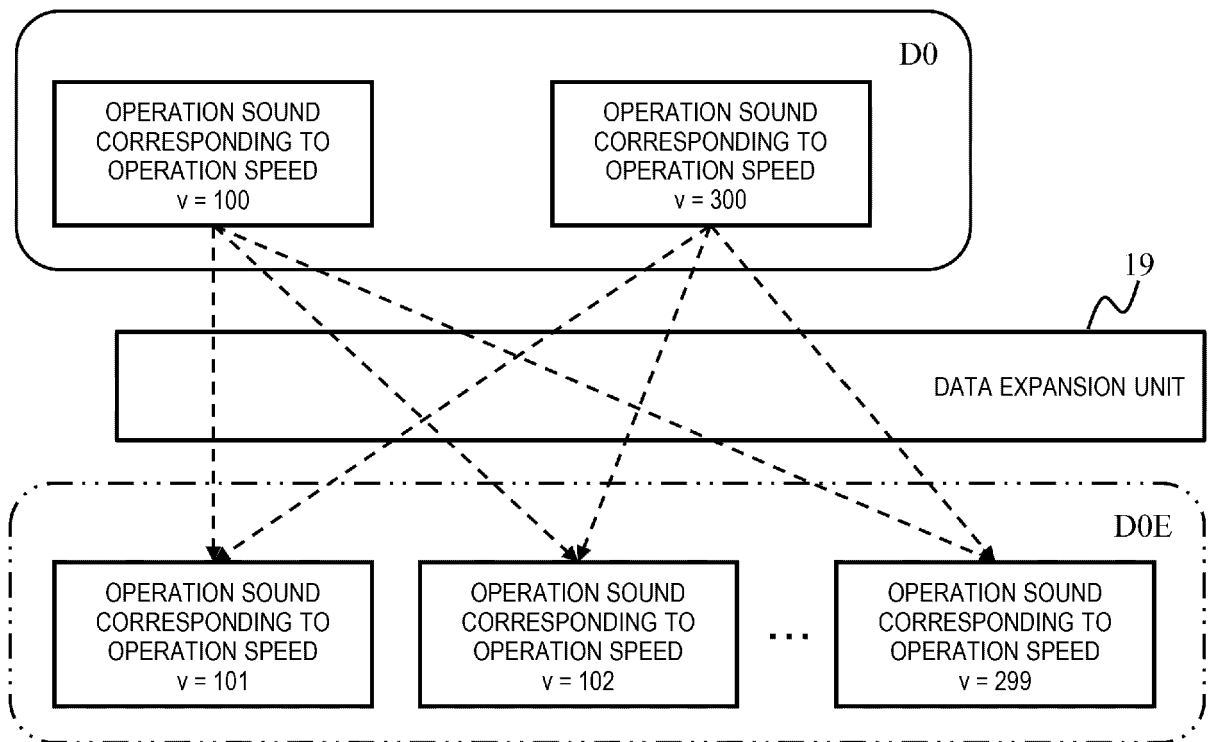 D0
OPERATION SOUND
CORRESPONDING TO
OPERATION SPEED
v = 100
OPERATION SOUND
CORRESPONDING TO
OPERATION SPEED
v = 300
19
DATA EXPANSION UNIT
D0E
OPERATION SOUND
CORRESPONDING TO
OPERATION SPEED
v = 101
OPERATION SOUND
CORRESPONDING TO
OPERATION SPEED
v = 102
...
OPERATION SOUND
CORRESPONDING TO
OPERATION SPEED
v = 299